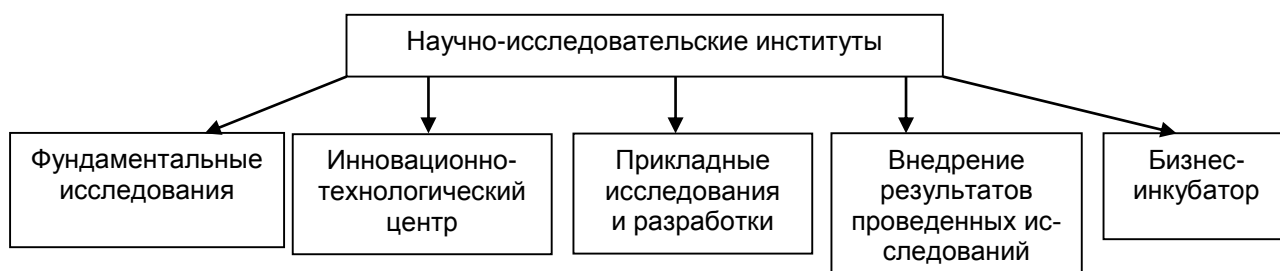 Научно-исследовательские институты
Фундаментальные
исследования
Инновационно-
технологический
центр
Прикладные
исследования
и разработки
Внедрение
результатов
проведенных ис-
следований
Бизнес-
инкубатор